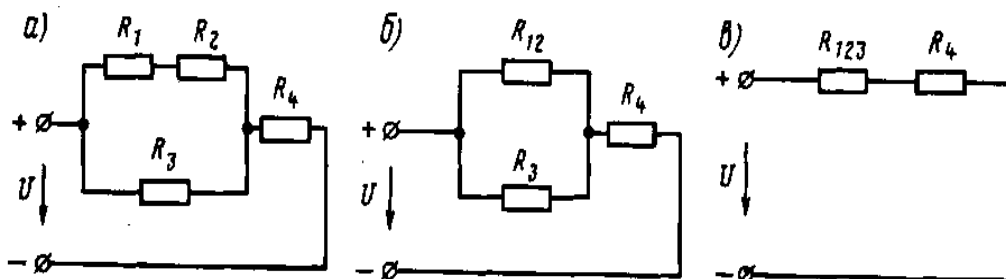 а) R₁ R₂ R₄ + R₃ U −
б) R₁₂ R₄ + R₃ U −
в) R₁₂₃ R₄ + U −